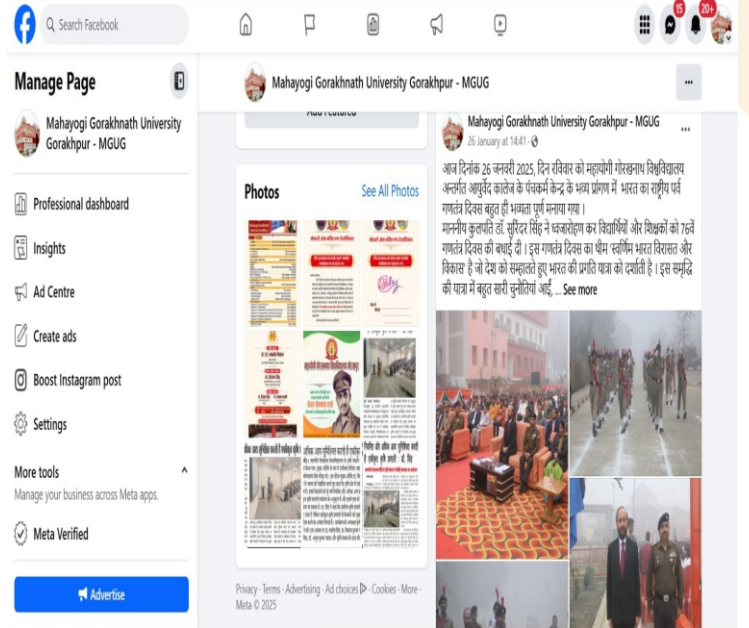 Search Facebook
15
20+
Manage Page
Mahayogi Gorakhnath University
Gorakhpur - MGUG
Professional dashboard
Insights
Ad Centre
Create ads
Boost Instagram post
Settings
More tools
Manage your business across Meta apps.
Meta Verified
Advertise
Mahayogi Gorakhnath University Gorakhpur - MGUG
Add Featured
Photos
See All Photos
Privacy · Terms · Advertising · Ad choices · Cookies · More ·
Meta © 2025
Mahayogi Gorakhnath University Gorakhpur - MGUG
26 January at 14:41 ·
आज दिनांक 26 जनवरी 2025, दिन रविवार को महायोगी गोरखनाथ विश्वविद्यालय
अन्तर्गत आयुर्वेद कालेज के पंचकर्म केन्द्र के भव्य प्रांगण में भारत का राष्ट्रीय पर्व
गणतंत्र दिवस बहुत ही भव्यता पूर्ण मनाया गया ।
माननीय कुलपति डॉ. सुरिंदर सिंह ने ध्वजारोहण कर विद्यार्थियों और शिक्षकों को 76वें
गणतंत्र दिवस की बधाई दी । इस गणतंत्र दिवस का थीम 'स्वर्णिम भारत विरासत और
विकास' है जो देश को सम्हालते हुए भारत की प्रगति यात्रा को दर्शाती है । इस समृद्धि
की यात्रा में बहुत सारी चुनौतियां आईं, ... See more